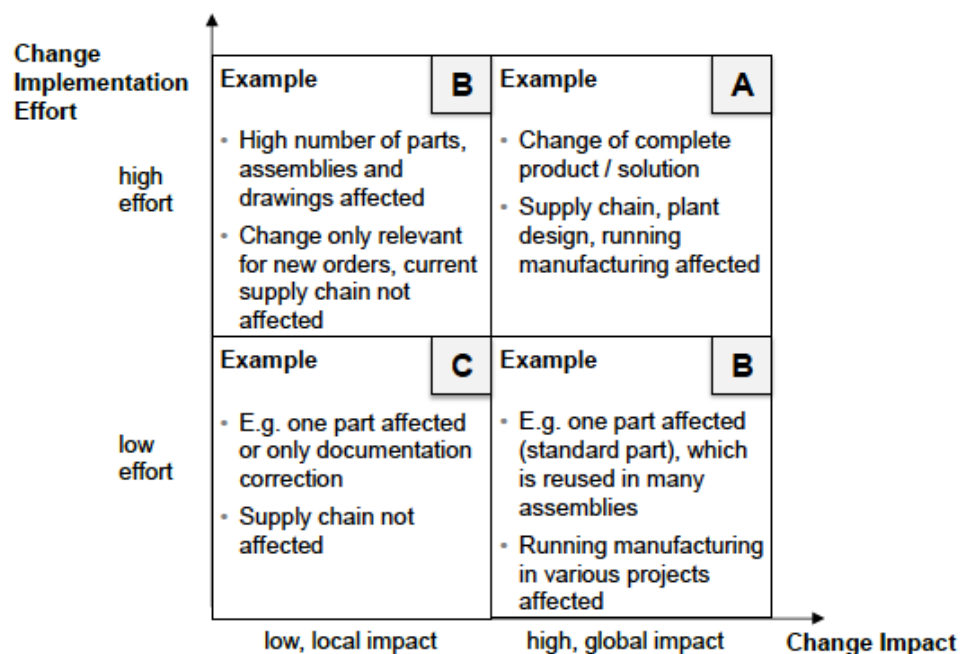 Change
Implementation
Effort
high
effort
Example
B
• High number of parts,
assemblies and
drawings affected
• Change only relevant
for new orders, current
supply chain not
affected
Example
A
• Change of complete
product / solution
• Supply chain, plant
design, running
manufacturing affected
low
effort
Example
C
• E.g. one part affected
or only documentation
correction
• Supply chain not
affected
Example
B
• E.g. one part affected
(standard part), which
is reused in many
assemblies
• Running manufacturing
in various projects
affected
low, local impact
high, global impact
Change Impact